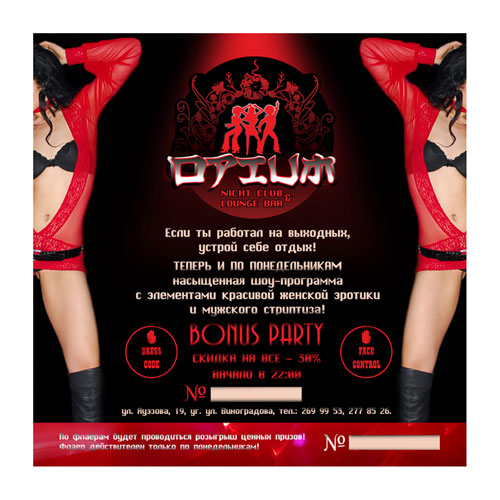 OPIUM
NIGHT CLUB &
LOUNGE BAR
Если ты работал на выходных,
устрой себе отдых!
ТЕПЕРЬ И ПО ПОНЕДЕЛЬНИКАМ
насыщенная шоу-программа
с элементами красивой женской эротики
и мужского стриптиза!
BONUS PARTY
СКИДКА НА ВСЕ - 30%
НАЧАЛО В 22:00
DRESS
CODE
FACE
CONTROL
№
ул. Ауэзова, 19, уг. ул. Виноградова, тел.: 269 99 53, 277 85 26.
По флаерам будет проводиться розыгрыш ценных призов!
Флаер действителен только по понедельникам!
№